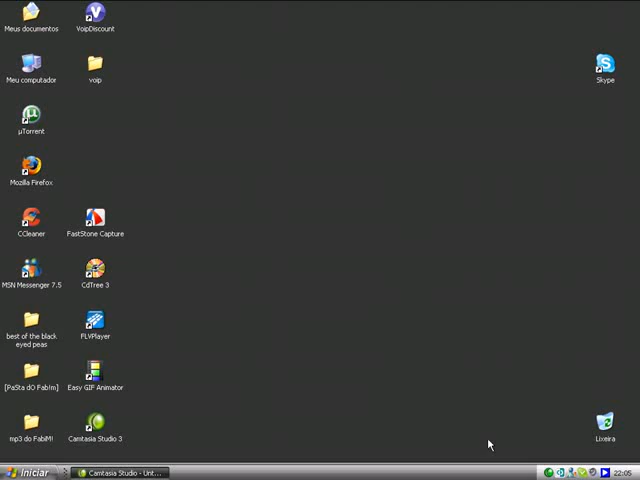 Meus documentos
VoipDiscount
Meu computador
voip
Skype
µTorrent
Mozilla Firefox
CCleaner
FastStone Capture
MSN Messenger 7.5
CdTree 3
best of the black
eyed peas
FLVPlayer
[PaSta dO Fab!m]
Easy GIF Animator
mp3 do FabiM!
Camtasia Studio 3
Lixeira
Iniciar
Camtasia Studio - Unt...
22:05